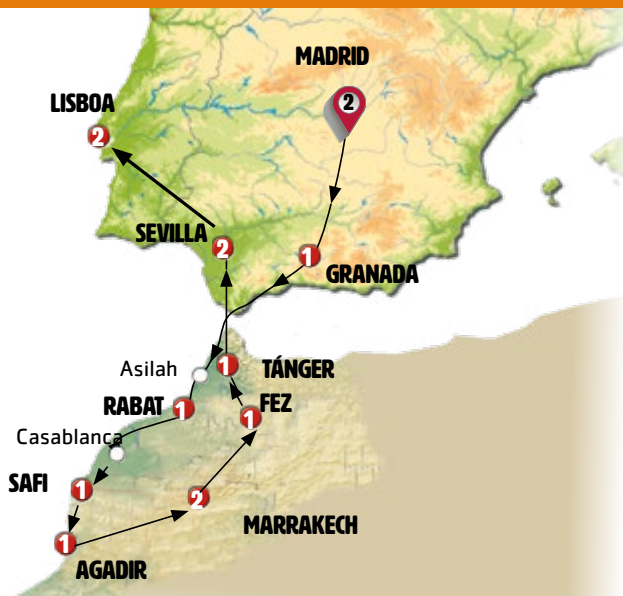 MADRID
2
LISBOA
2
SEVILLA
2
1
GRANADA
Asilah
1
TÁNGER
RABAT
1
FEZ
1
Casablanca
SAFI
1
2
MARRAKECH
1
AGADIR